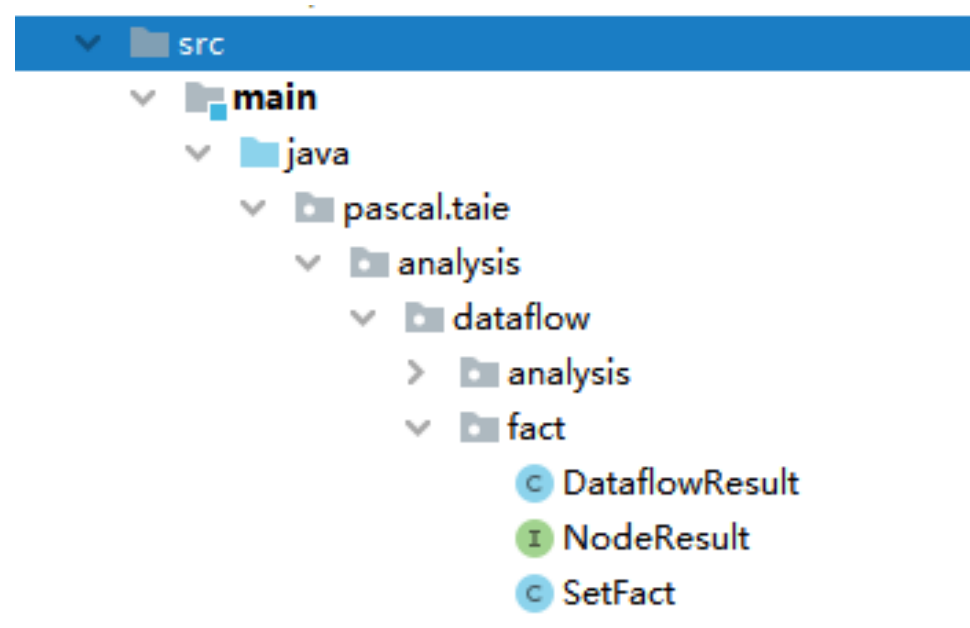 src
main
java
pascal.taie
analysis
dataflow
analysis
fact
C DataflowResult
I NodeResult
C SetFact